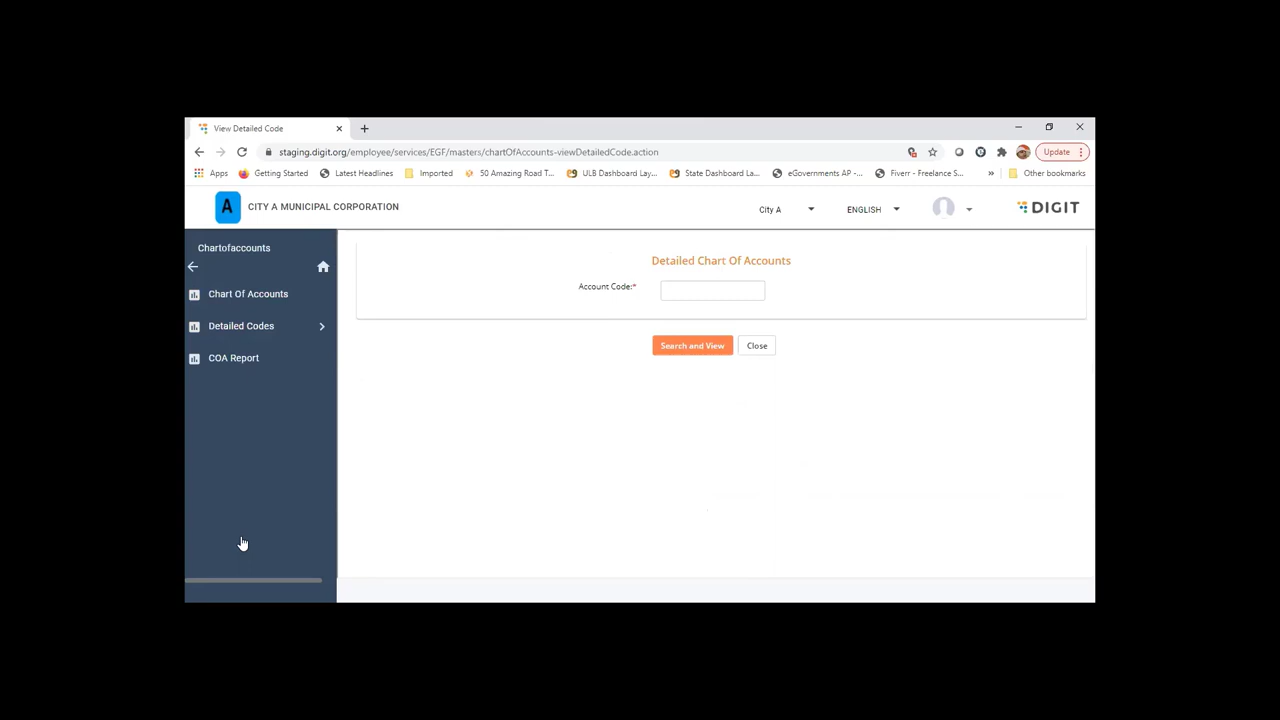 View Detailed Code
staging.digit.org/employee/services/EGF/masters/chartOfAccounts-viewDetailedCode.action
Update
Apps Getting Started Latest Headlines Imported 50 Amazing Road T... ULB Dashboard Lay... State Dashboard La... eGovernments AP -... Fiverr - Freelance S... » Other bookmarks
A CITY A MUNICIPAL CORPORATION City A ENGLISH DIGIT
Chartofaccounts
Chart Of Accounts
Detailed Codes
COA Report
Detailed Chart Of Accounts
Account Code:*
Search and View Close